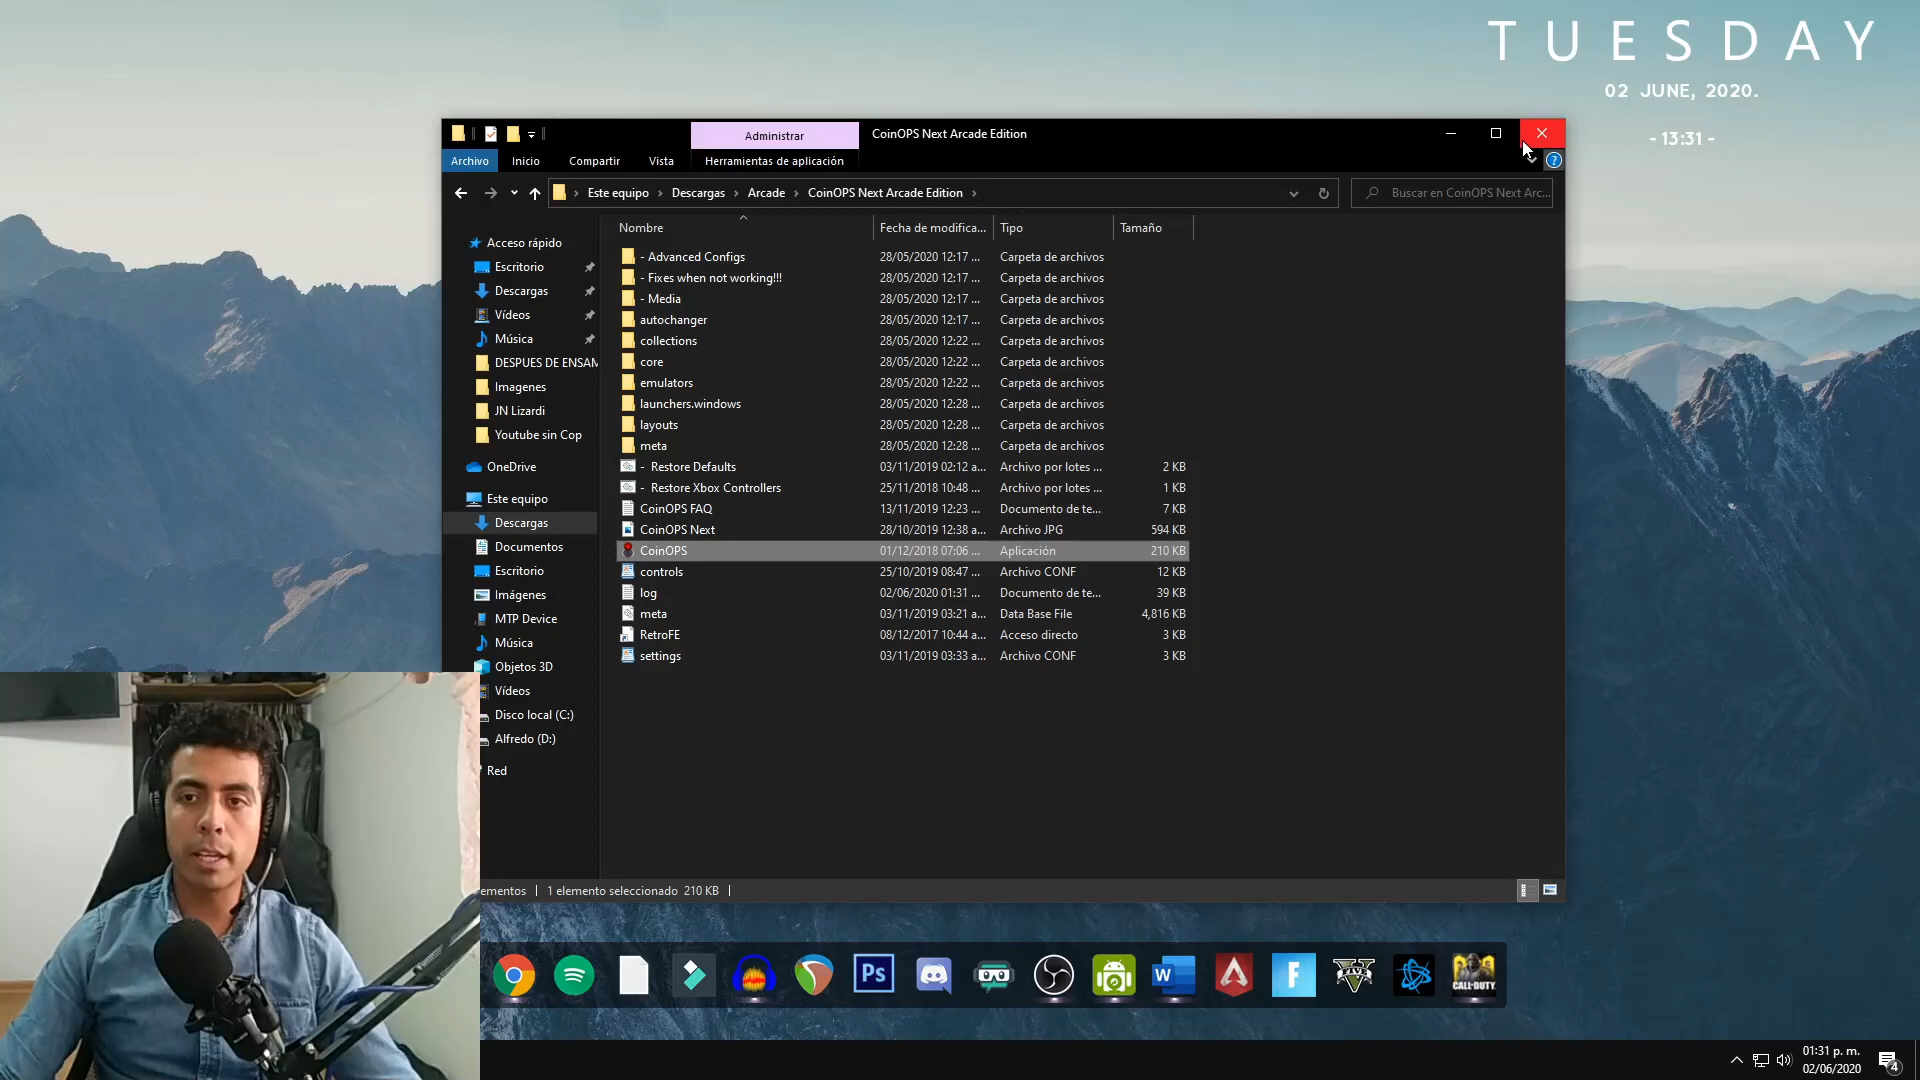 TUESDAY
02 JUNE, 2020.
- 13:31 -
Administrar
CoinOPS Next Arcade Edition
Archivo
Inicio
Compartir
Vista
Herramientas de aplicación
Este equipo
Descargas
Arcade
CoinOPS Next Arcade Edition
Buscar en CoinOPS Next Arc...
Nombre
Fecha de modifica...
Tipo
Tamaño
Acceso rápido
Escritorio
Descargas
Vídeos
Música
DESPUES DE ENSAM
Imagenes
JN Lizardi
Youtube sin Cop
OneDrive
Este equipo
Descargas
Documentos
Escritorio
Imágenes
MTP Device
Música
Objetos 3D
Vídeos
Disco local (C:)
Alfredo (D:)
Red
- Advanced Configs 28/05/2020 12:17 ... Carpeta de archivos
- Fixes when not working!!! 28/05/2020 12:17 ... Carpeta de archivos
- Media 28/05/2020 12:17 ... Carpeta de archivos
autochanger 28/05/2020 12:17 ... Carpeta de archivos
collections 28/05/2020 12:22 ... Carpeta de archivos
core 28/05/2020 12:22 ... Carpeta de archivos
emulators 28/05/2020 12:22 ... Carpeta de archivos
launchers.windows 28/05/2020 12:28 ... Carpeta de archivos
layouts 28/05/2020 12:28 ... Carpeta de archivos
meta 28/05/2020 12:28 ... Carpeta de archivos
- Restore Defaults 03/11/2019 02:12 a... Archivo por lotes ... 2 KB
- Restore Xbox Controllers 25/11/2018 10:48 ... Archivo por lotes ... 1 KB
CoinOPS FAQ 13/11/2019 12:23 ... Documento de te... 7 KB
CoinOPS Next 28/10/2019 12:38 a... Archivo JPG 594 KB
CoinOPS 01/12/2018 07:06 ... Aplicación 210 KB
controls 25/10/2019 08:47 ... Archivo CONF 12 KB
log 02/06/2020 01:31 ... Documento de te... 39 KB
meta 03/11/2019 03:21 a... Data Base File 4,816 KB
RetroFE 08/12/2017 10:44 a... Acceso directo 3 KB
settings 03/11/2019 03:33 a... Archivo CONF 3 KB
ementos
1 elemento seleccionado 210 KB
Ps
W
F
V
CALL·DUTY
01:31 p. m.
02/06/2020
4